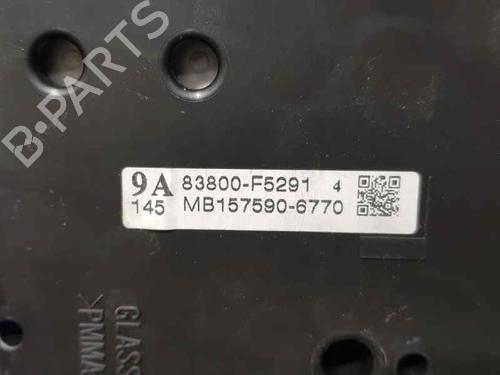 B-PARTS
9A 83800-F5291 4
145 MB157590-6770
GLASS
>PMMA